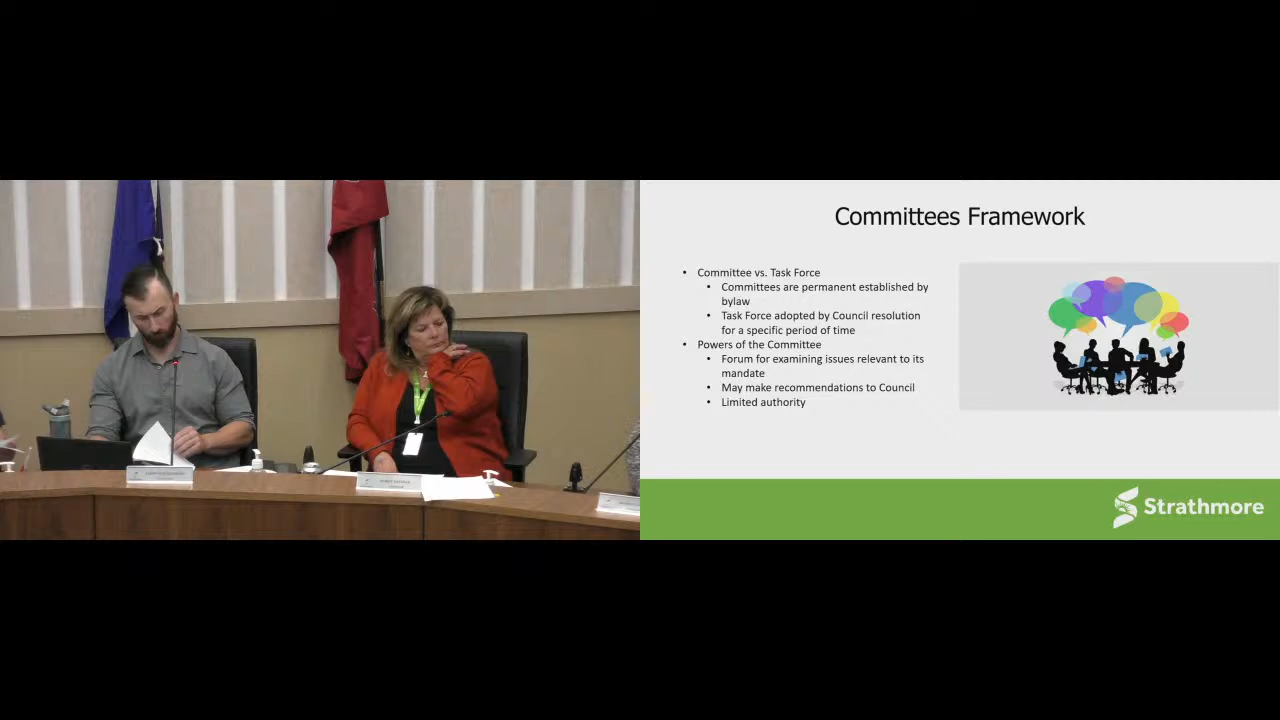 Committees Framework
• Committee vs. Task Force
• Committees are permanent established by
bylaw
• Task Force adopted by Council resolution
for a specific period of time
• Powers of the Committee
• Forum for examining issues relevant to its
mandate
• May make recommendations to Council
• Limited authority
Strathmore